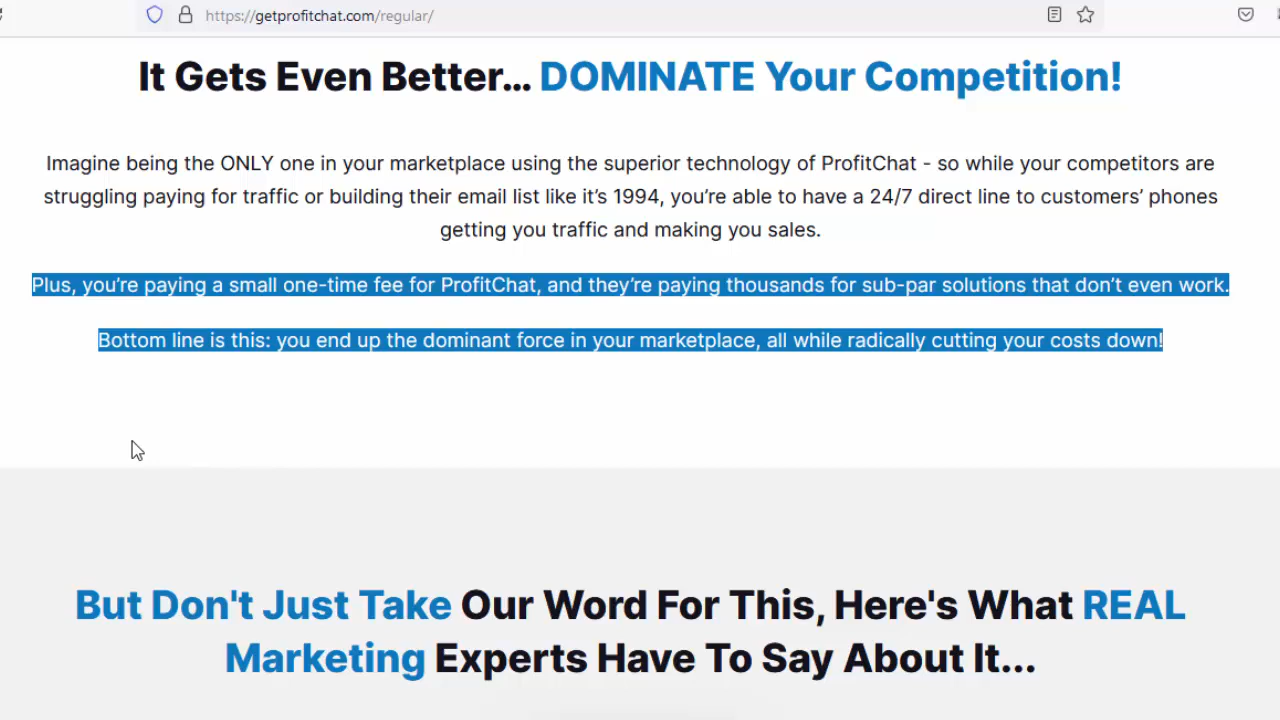 https://getprofitchat.com/regular/
It Gets Even Better... DOMINATE Your Competition!
Imagine being the ONLY one in your marketplace using the superior technology of ProfitChat - so while your competitors are
struggling paying for traffic or building their email list like it’s 1994, you’re able to have a 24/7 direct line to customers’ phones
getting you traffic and making you sales.
Plus, you’re paying a small one-time fee for ProfitChat, and they’re paying thousands for sub-par solutions that don’t even work.
Bottom line is this: you end up the dominant force in your marketplace, all while radically cutting your costs down!
But Don't Just Take Our Word For This, Here's What REAL
Marketing Experts Have To Say About It...